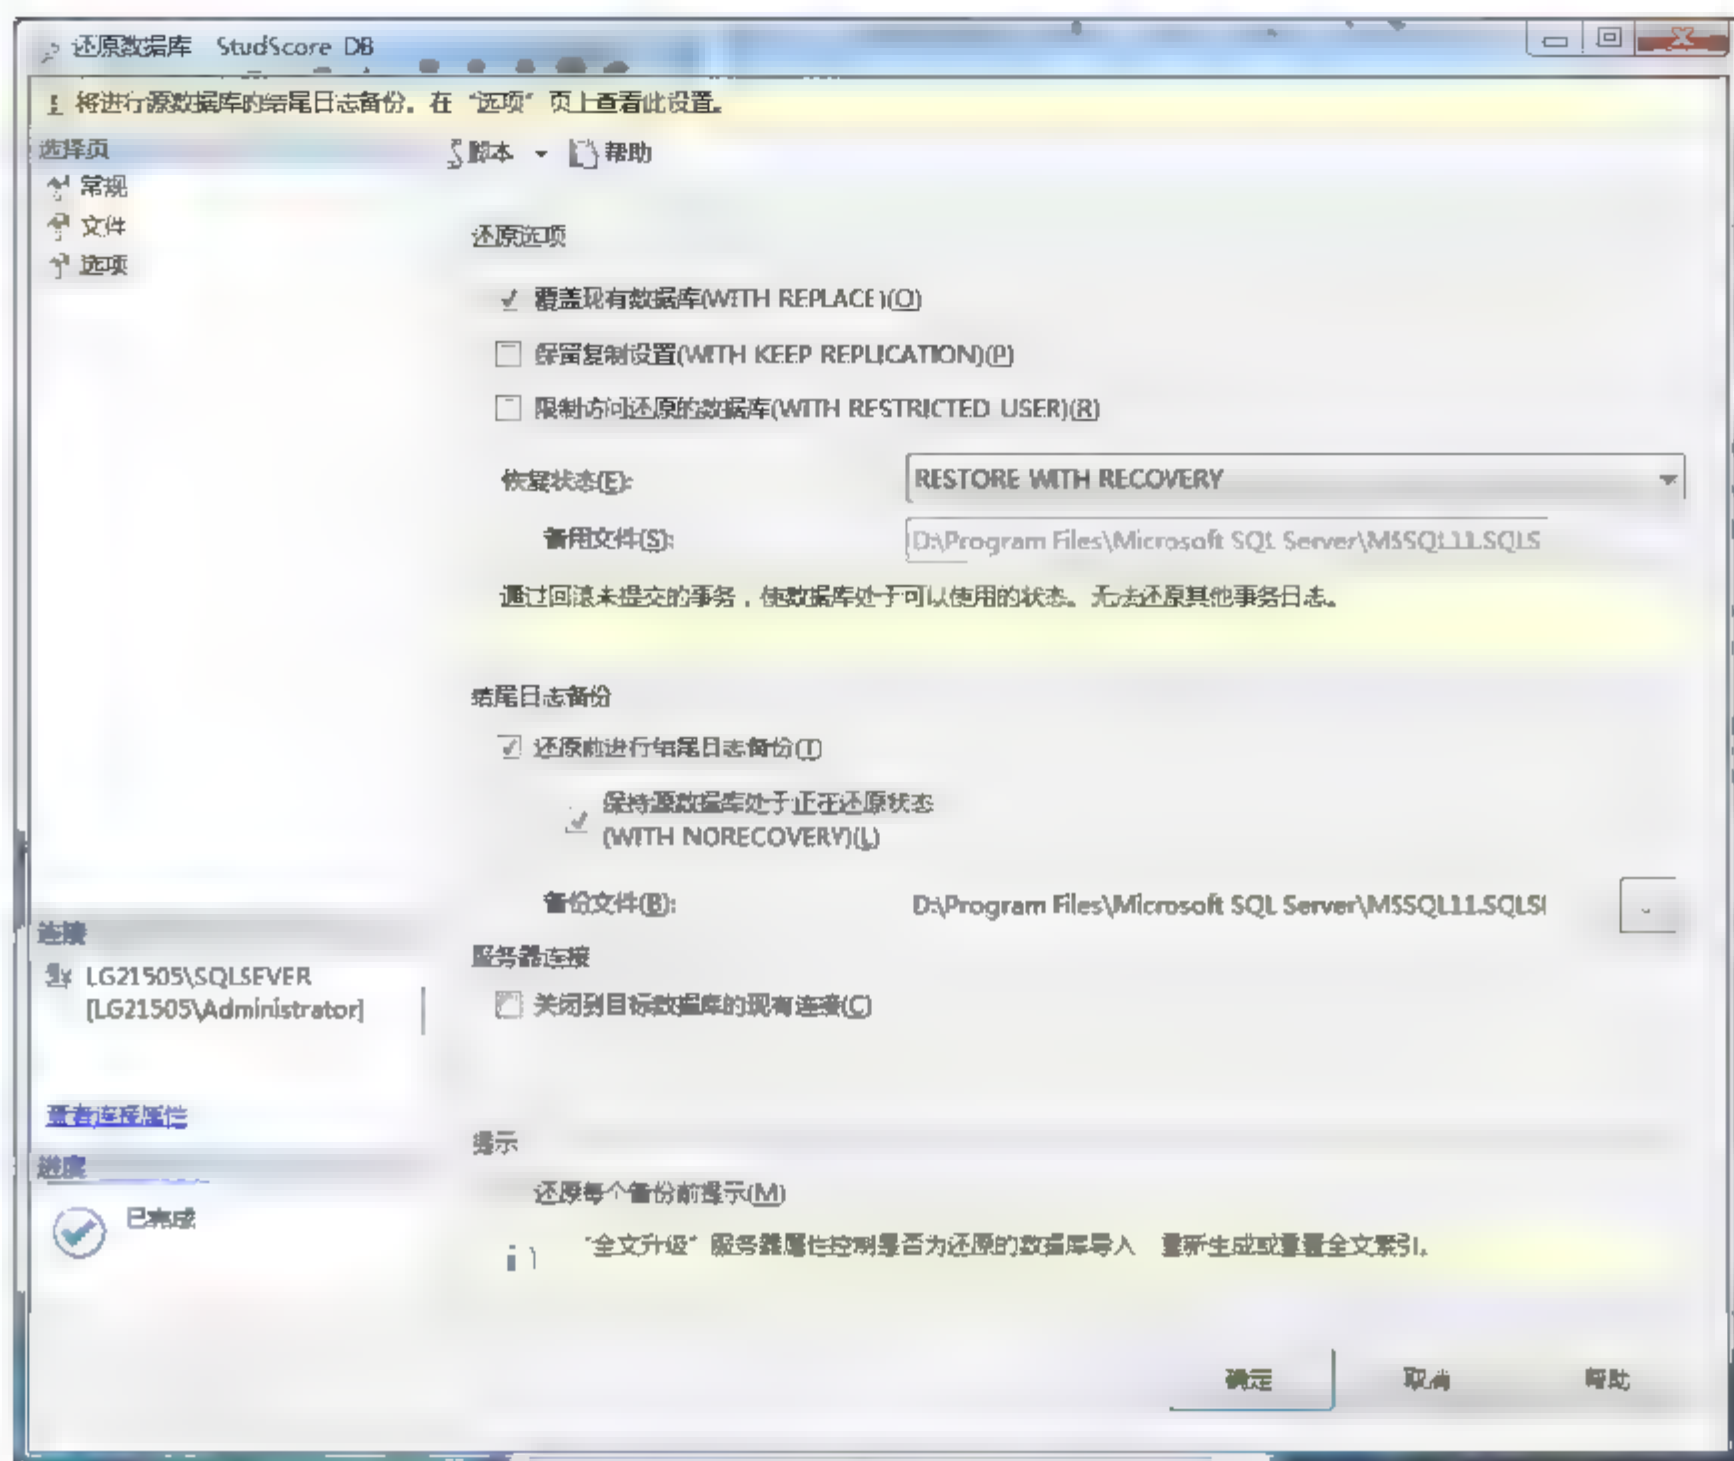 还原数据库 StudScore DB
将进行源数据库的结尾日志备份。在“选项”页上查看此设置。
选择页
常规
文件
选项
脚本 帮助
还原选项
覆盖现有数据库(WITH REPLACE)(O)
保留复制设置(WITH KEEP REPLICATION)(P)
限制访问还原的数据库(WITH RESTRICTED USER)(R)
恢复状态(E): RESTORE WITH RECOVERY
备用文件(S): D:\Program Files\Microsoft SQL Server\MSSQL11.SQLS
通过回滚未提交的事务，使数据库处于可以使用的状态。无法还原其他事务日志。
结尾日志备份
还原前进行结尾日志备份(T)
保持源数据库处于正在还原状态
(WITH NORECOVERY)(L)
备份文件(B): D:\Program Files\Microsoft SQL Server\MSSQL11.SQLS
服务器连接
关闭到目标数据库的现有连接(C)
连接
LG21505\SQLSEVER
[LG21505\Administrator]
查看连接属性
进度
已完成
提示
还原每个备份前提示(M)
“全文升级”服务器属性控制是否为还原的数据库导入 重新生成或重置全文索引。
确定 取消 帮助